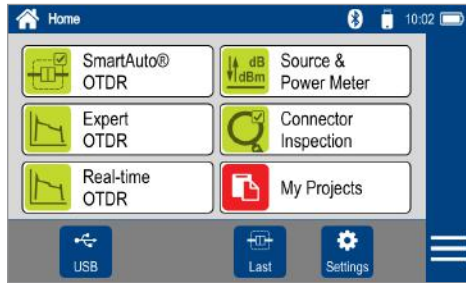 Home
10:02
SmartAuto®
OTDR
dB
dBm
Source &
Power Meter
Expert
OTDR
Connector
Inspection
Real-time
OTDR
My Projects
USB
Last
Settings